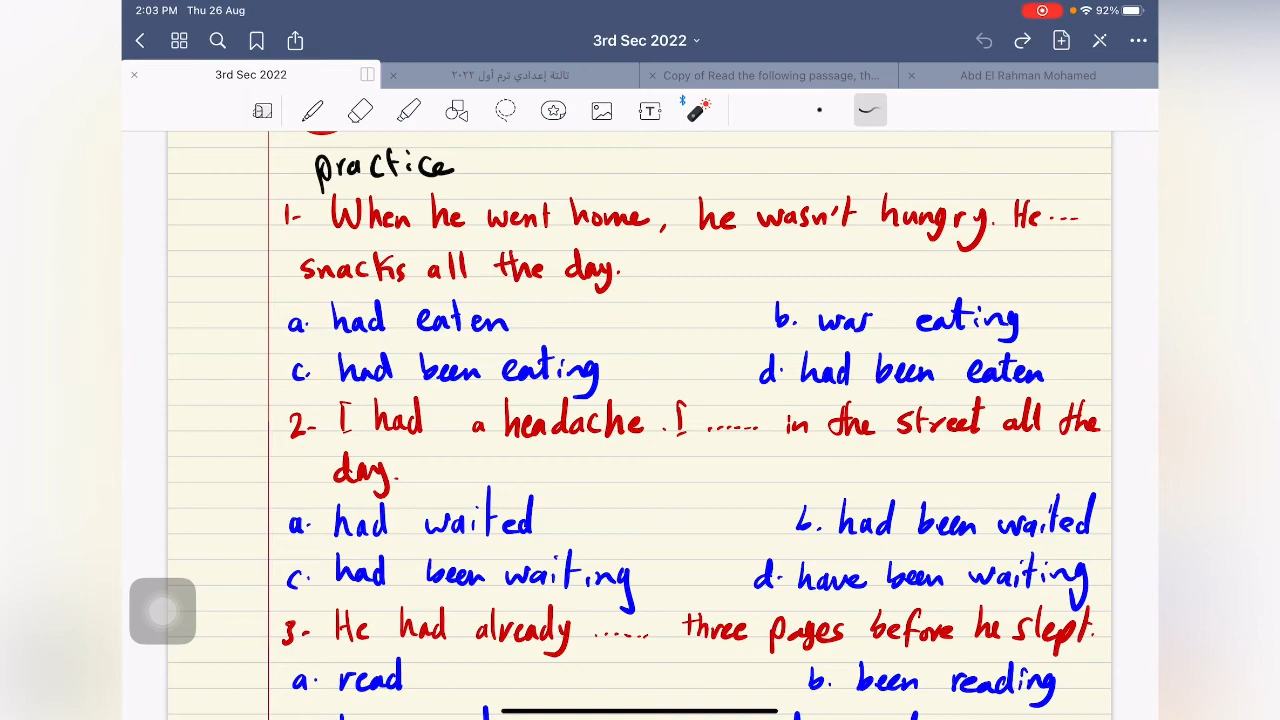 2:03 PM Thu 26 Aug
92%
3rd Sec 2022
3rd Sec 2022
تالتة إعدادي ترم أول ٢٠٢٢
Copy of Read the following passage, th...
Abd El Rahman Mohamed
practice
1- When he went home, he wasn't hungry. He ---
snacks all the day.
a. had eaten
b. was eating
c. had been eating
d. had been eaten
2- I had a headache. I ...... in the street all the
day.
a. had waited
b. had been waited
c. had been waiting
d. have been waiting
3- He had already ...... three pages before he slept.
a. read
b. been reading